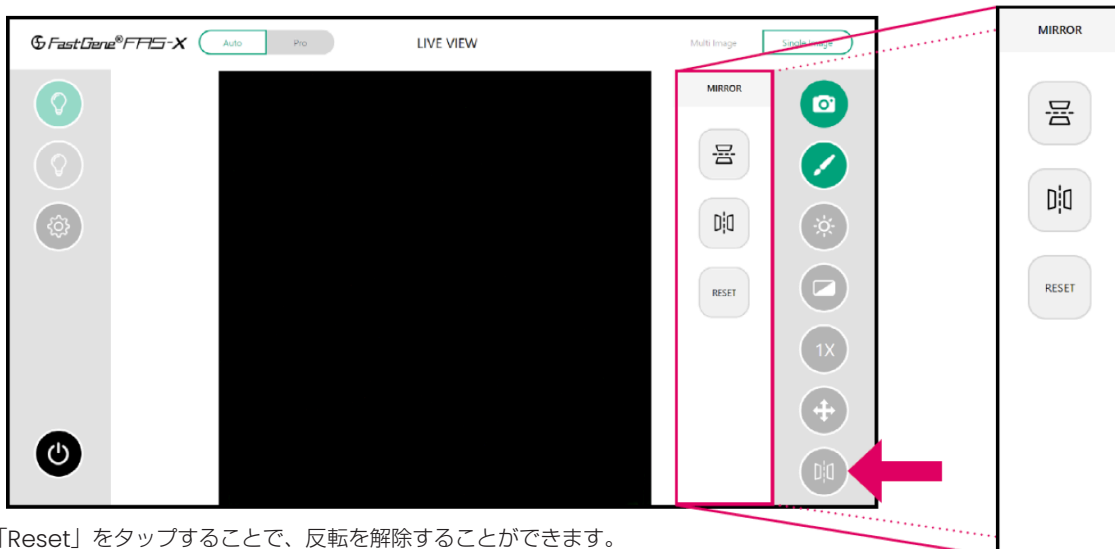 FastGene® FAS-X
Auto
Pro
LIVE VIEW
Multi Image
Single Image
MIRROR
RESET
1X
MIRROR
RESET
「Reset」をタップすることで、反転を解除することができます。